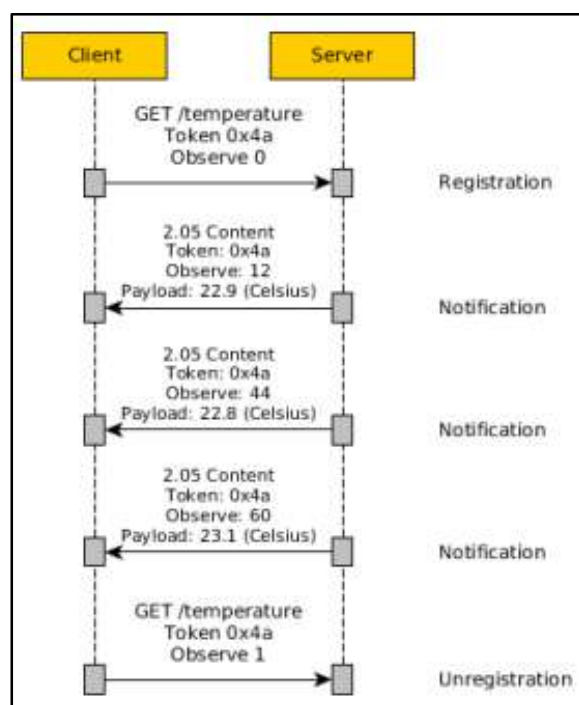 Client
Server
GET /temperature
Token 0x4a
Observe 0
Registration
2.05 Content
Token: 0x4a
Observe: 12
Payload: 22.9 (Celsius)
Notification
2.05 Content
Token: 0x4a
Observe: 44
Payload: 22.8 (Celsius)
Notification
2.05 Content
Token: 0x4a
Observe: 60
Payload: 23.1 (Celsius)
Notification
GET /temperature
Token 0x4a
Observe 1
Unregistration